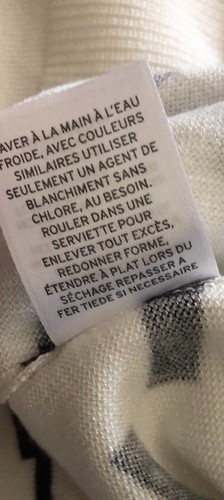 AVER À LA MAIN À L'EAU
FROIDE, AVEC COULEURS
SIMILAIRES UTILISER
SEULEMENT UN AGENT DE
BLANCHIMENT SANS
CHLORE, AU BESOIN.
ROULER DANS UNE
SERVIETTE POUR
ENLEVER TOUT EXCÈS,
REDONNER FORME,
ÉTENDRE À PLAT LORS DU
SÉCHAGE REPASSER À
FER TIÈDE SI NECESSAIRE